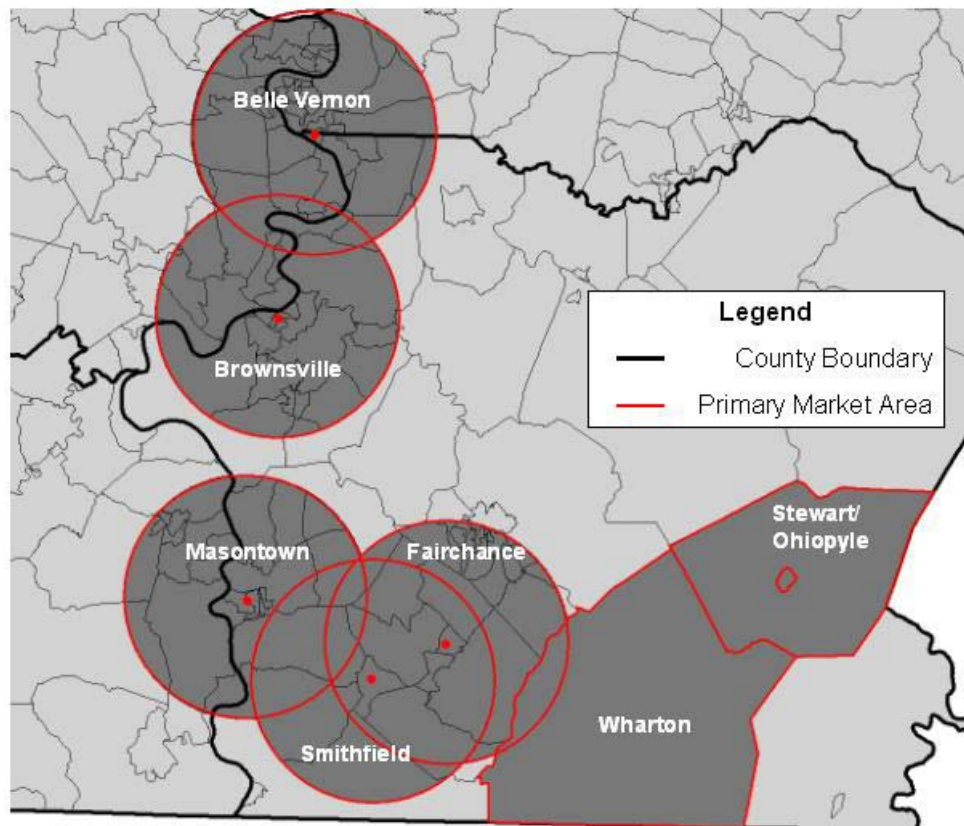 Belle Vernon
Brownsville
Legend
County Boundary
Primary Market Area
Masontown
Fairchance
Stewart/
Ohiopyle
Wharton
Smithfield